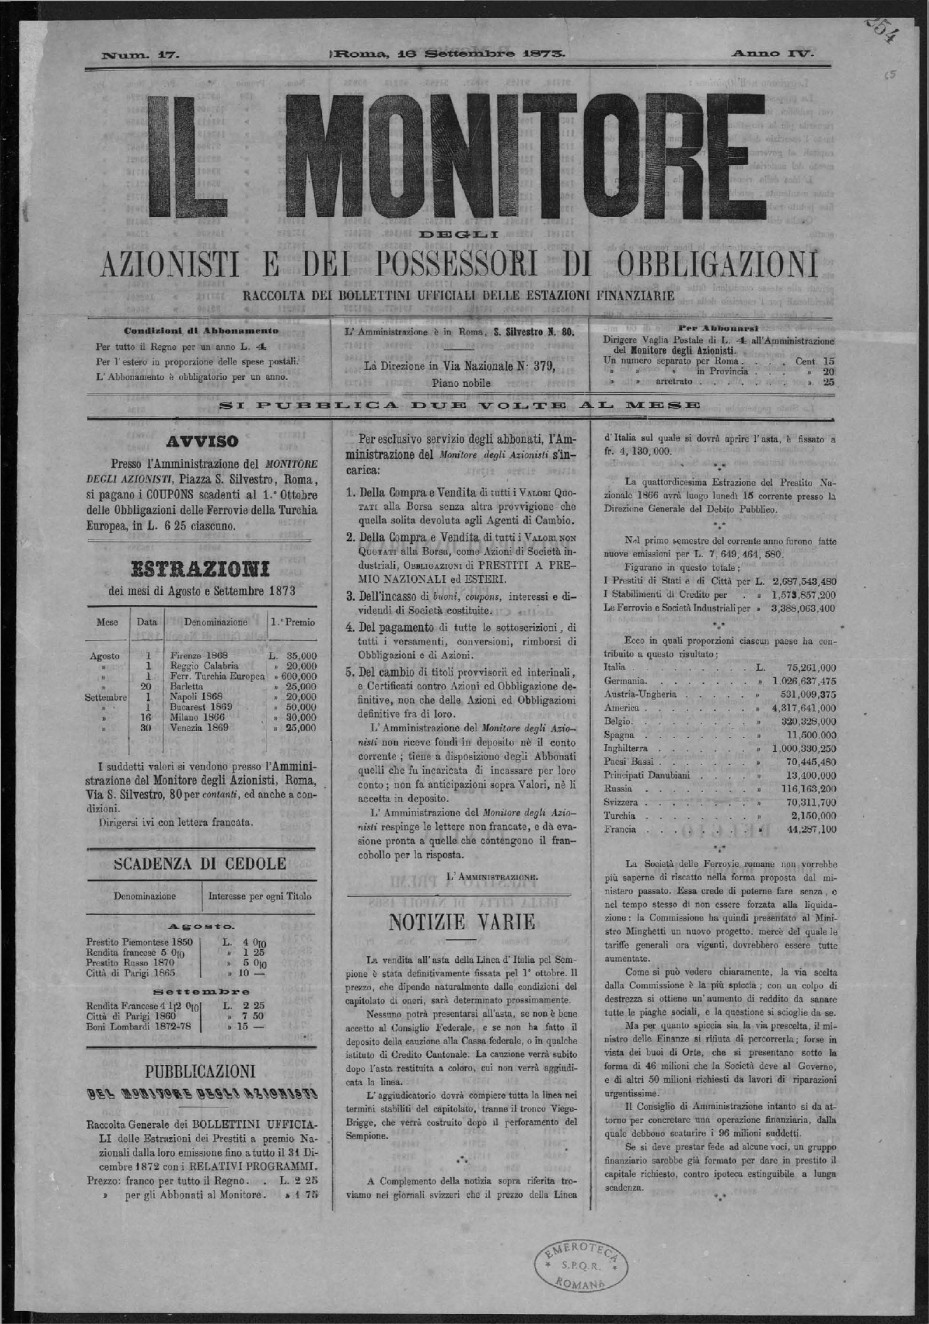 254
65
Num. 17.
Roma, 16 Settembre 1873.
Anno IV.
IL MONITORE
DEGLI
AZIONISTI E DEI POSSESSORI DI OBBLIGAZIONI
RACCOLTA DEI BOLLETTINI UFFICIALI DELLE ESTAZIONI FINANZIARIE
Condizioni di Abbonamento
Per tutto il Regno per un anno L. 4.
Per l'estero in proporzione delle spese postali.
L'Abbonamento è obbligatorio per un anno.
L'Amministrazione è in Roma, S. Silvestro N. 80.
La Direzione in Via Nazionale N: 379,
Piano nobile
Per Abbonarsi
Dirigere Vaglia Postale di L. 4 all'Amministrazione
del Monitore degli Azionisti.
Un numero separato per Roma . . . . Cent 15
» » » in Provincia . . . » 20
» » arretrato . . . . . . . » 25
SI PUBBLICA DUE VOLTE AL MESE
AVVISO
Presso l'Amministrazione del MONITORE
DEGLI AZIONISTI, Piazza S. Silvestro, Roma,
si pagano i COUPONS scadenti al 1.° Ottobre
delle Obbligazioni delle Ferrovie della Turchia
Europea, in L. 6 25 ciascuno.
ESTRAZIONI
dei mesi di Agosto e Settembre 1873
Mese Data Denominazione 1.° Premio
Agosto 1 Firenze 1868 L. 35,000
» 1 Reggio Calabria » 20,000
» 1 Ferr. Turchia Europea » 600,000
» 20 Barletta » 25,000
Settembre 1 Napoli 1868 » 20,000
» 1 Bucarest 1869 » 50,000
» 16 Milano 1866 » 30,000
» 30 Venezia 1869 » 25,000
I suddetti valori si vendono presso l'Ammini-
strazione del Monitore degli Azionisti, Roma,
Via S. Silvestro, 80 per contanti, ed anche a con-
dizioni.
Dirigersi ivi con lettera francata.
SCADENZA DI CEDOLE
Denominazione Interesse per ogni Titolo
Agosto.
Prestito Piemontese 1850 L. 4 0|0
Rendita francese 5 0|0 » 1 25
Prestito Russo 1870 » 5 0|0
Città di Parigi 1865 » 10 —
Settembre
Rendita Francese 4 1|2 0|0 L. 2 25
Città di Parigi 1860 » 7 50
Boni Lombardi 1872-78 » 15 —
PUBBLICAZIONI
DEL MONITORE DEGLI AZIONISTI
Raccolta Generale dei BOLLETTINI UFFICIA-
LI delle Estrazioni dei Prestiti a premio Na-
zionali dalla loro emissione fino a tutto il 31 Di-
cembre 1872 con i RELATIVI PROGRAMMI.
Prezzo: franco per tutto il Regno. . L. 2 25
» per gli Abbonati al Monitore. » 1 75
Per esclusivo servizio degli abbonati, l'Am-
ministrazione del Monitore degli Azionisti s'in-
carica:
1. Della Compra e Vendita di tutti i VALORI QUO-
TATI alla Borsa senza altra provvigione che
quella solita devoluta agli Agenti di Cambio.
2. Della Compra e Vendita di tutti i VALORI NON
QUOTATI alla Borsa, come Azioni di Società in-
dustriali, OBBLIGAZIONI di PRESTITI A PRE-
MIO NAZIONALI ed ESTERI.
3. Dell'incasso di buoni, coupons, interessi e di-
videndi di Società costituite.
4. Del pagamento di tutte le sottoscrizioni, di
tutti i versamenti, conversioni, rimborsi di
Obbligazioni e di Azioni.
5. Del cambio di titoli provvisorii ed interinali,
e Certificati contro Azioni ed Obbligazione de-
finitive, non che delle Azioni ed Obbligazioni
definitive fra di loro.
L'Amministrazione del Monitore degli Azio-
nisti non riceve fondi in deposito nè il conto
corrente; tiene a disposizione degli Abbonati
quelli che fu incaricata di incassare per loro
conto; non fa anticipazioni sopra Valori, nè li
accetta in deposito.
L'Amministrazione del Monitore degli Azio-
nisti respinge le lettere non francate, e dà eva-
sione pronta a quelle che contengono il fran-
cobollo per la risposta.
L'AMMINISTRAZIONE.
NOTIZIE VARIE
La vendita all'asta della Linea d'Italia pel Sem-
pione è stata definitivamente fissata pel 1° ottobre. Il
prezzo, che dipende naturalmente dalle condizioni del
capitolato di oneri, sarà determinato prossimamente.
Nessuno potrà presentarsi all'asta, se non è bene
accetto al Consiglio Federale, e se non ha fatto il
deposito della cauzione alla Cassa federale, o in qualche
istituto di Credito Cantonale. La cauzione verrà subito
dopo l'asta restituita a coloro, cui non verrà aggiudi-
cata la linea.
L'aggiudicatorio dovrà compiere tutta la linea nei
termini stabiliti del capitolato, tranne il tronco Viege-
Brigge, che verrà costruito dopo il perforamento del
Sempione.
A Complemento della notizia sopra riferita tro-
viamo nei giornali svizzeri che il prezzo della Linea
d'Italia sul quale si dovrà aprire l'asta, è fissato a
fr. 4,130,000.
La quattordicesima Estrazione del Prestito Na-
zionale 1866 avrà luogo lunedì 15 corrente presso la
Direzione Generale del Debito Pubblico.
Nel primo semestre del corrente anno furono fatte
nuove emissioni per L. 7,649,464,580.
Figurano in questo totale;
I Prestiti di Stati e di Città per L. 2,687,543,480
I Stabilimenti di Credito per . » 1,573,857,200
Le Ferrovie e Società Industriali per » 3,388,063,400
Ecco in quali proporzioni ciascun paese ha con-
tribuito a questo risultato;
Italia . . . . L. 75,261,000
Germania. . . . » 1,026,637,475
Austria-Ungheria . . . » 531,009,375
America . . . . » 4,317,641,000
Belgio. . . . . » 320,328,000
Spagna . . . . » 11,500,000
Inghilterra . . . . » 1,000,330,250
Paesi Bassi . . . . » 70,445,480
Principati Danubiani . . . » 13,400,000
Russia . . . . » 116,163,200
Svizzera . . . . » 70,311,700
Turchia . . . . » 2,150,000
Francia . . . . » 44,287,100
La Società delle Ferrovie romane non vorrebbe
più saperne di riscatto nella forma proposta dal mi-
nistero passato. Essa crede di poterne fare senza, e
nel tempo stesso di non essere forzata alla liquida-
zione: la Commissione ha quindi presentato al Mini-
stro Minghetti un nuovo progetto, mercè del quale le
tariffe generali ora vigenti, dovrebbero essere tutte
aumentate.
Come si può vedere chiaramente, la via scelta
dalla Commissione è la più spiccia; con un colpo di
destrezza si ottiene un'aumento di reddito da sanare
tutte le piaghe sociali, e la questione si scioglie da se.
Ma per quanto spiccia sia la via prescelta, il mi-
nistro delle Finanze si rifiuta di percorrerla; forse in
vista dei buoi di Orte, che si presentano sotto la
forma di 46 milioni che la Società deve al Governo,
e di altri 50 milioni richiesti da lavori di riparazioni
urgentissime.
Il Consiglio di Amministrazione intanto si da at-
torno per concretare una operazione finanziaria, dalla
quale debbono scaturire i 96 milioni suddetti.
Se si deve prestar fede ad alcune voci, un gruppo
finanziario sarebbe già formato per dare in prestito il
capitale richiesto, contro ipoteca estinguibile a lunga
scadenza.
EMEROTECA
* S.P.Q.R. *
ROMANA